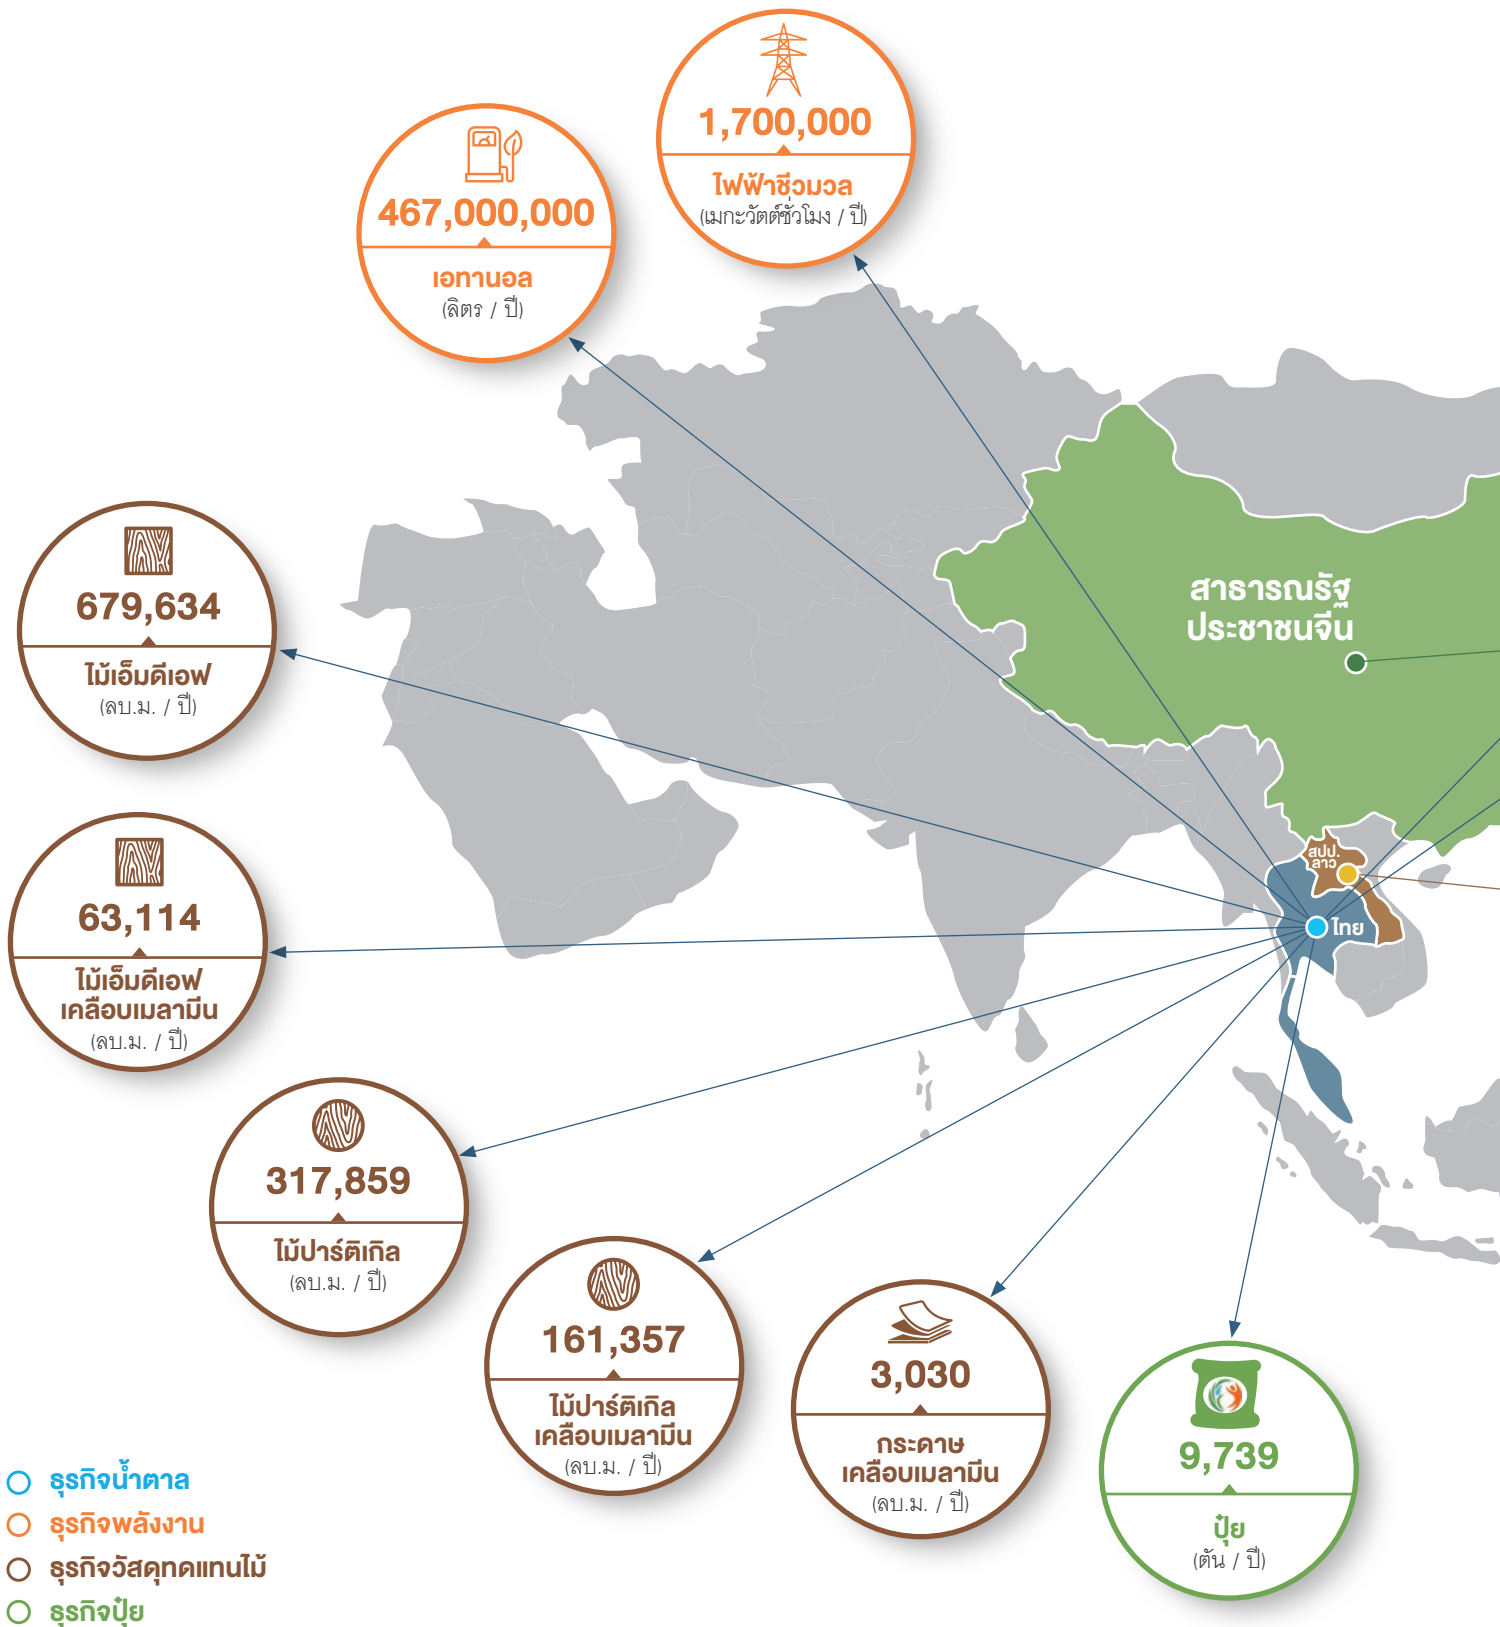 1,700,000
ไฟฟ้าชีวมวล
(เมกะวัตต์ชั่วโมง / ปี)
467,000,000
เอทานอล
(ลิตร / ปี)
679,634
ไม้เอ็มดีเอฟ
(ลบ.ม. / ปี)
สาธารณรัฐ
ประชาชนจีน
63,114
ไม้เอ็มดีเอฟ
เคลือบเมลามีน
(ลบ.ม. / ปี)
สปป.
ลาว
ไทย
317,859
ไม้ปาร์ติเกิล
(ลบ.ม. / ปี)
161,357
ไม้ปาร์ติเกิล
เคลือบเมลามีน
(ลบ.ม. / ปี)
3,030
กระดาษ
เคลือบเมลามีน
(ลบ.ม. / ปี)
9,739
ปุ๋ย
(ตัน / ปี)
ธุรกิจน้ำตาล
ธุรกิจพลังงาน
ธุรกิจวัสดุทดแทนไม้
ธุรกิจปุ๋ย